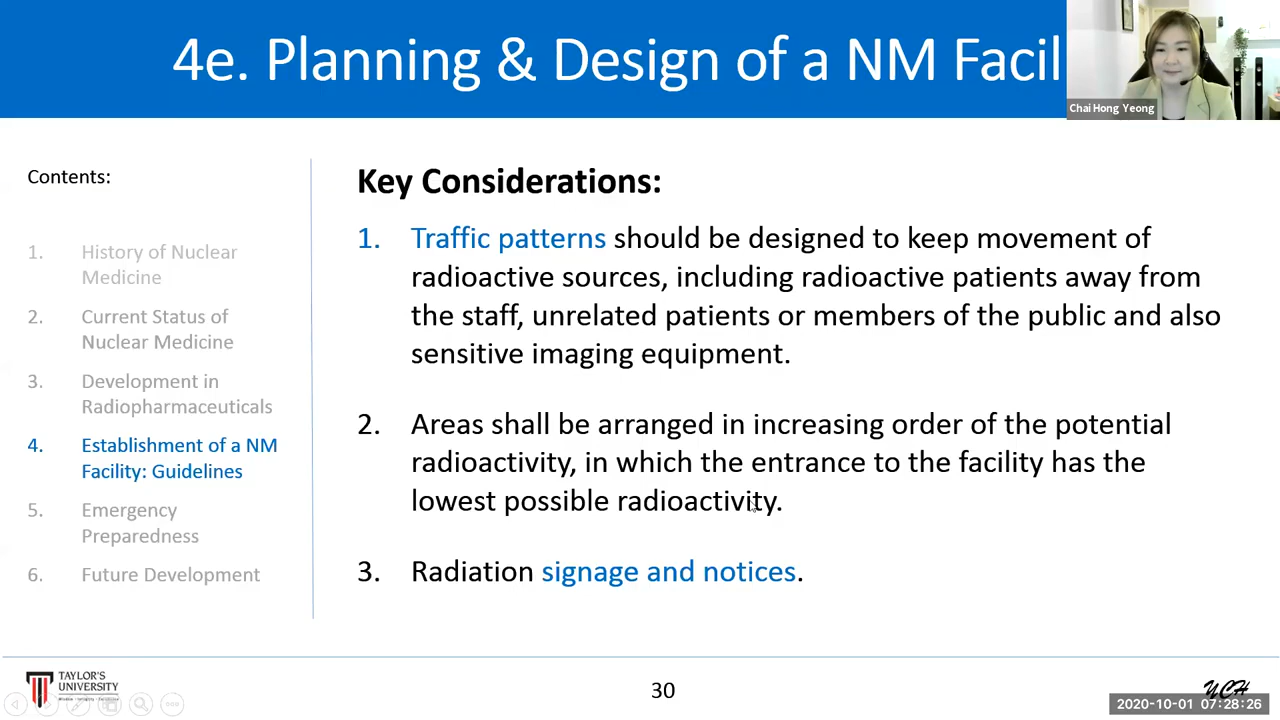 4e. Planning & Design of a NM Facil
Chai Hong Yeong
Contents:
1. History of Nuclear
Medicine
2. Current Status of
Nuclear Medicine
3. Development in
Radiopharmaceuticals
4. Establishment of a NM
Facility: Guidelines
5. Emergency
Preparedness
6. Future Development
Key Considerations:
1. Traffic patterns should be designed to keep movement of
radioactive sources, including radioactive patients away from
the staff, unrelated patients or members of the public and also
sensitive imaging equipment.
2. Areas shall be arranged in increasing order of the potential
radioactivity, in which the entrance to the facility has the
lowest possible radioactivity.
3. Radiation signage and notices.
TAYLOR'S
UNIVERSITY
30
YCH
2020-10-01 07:28:26